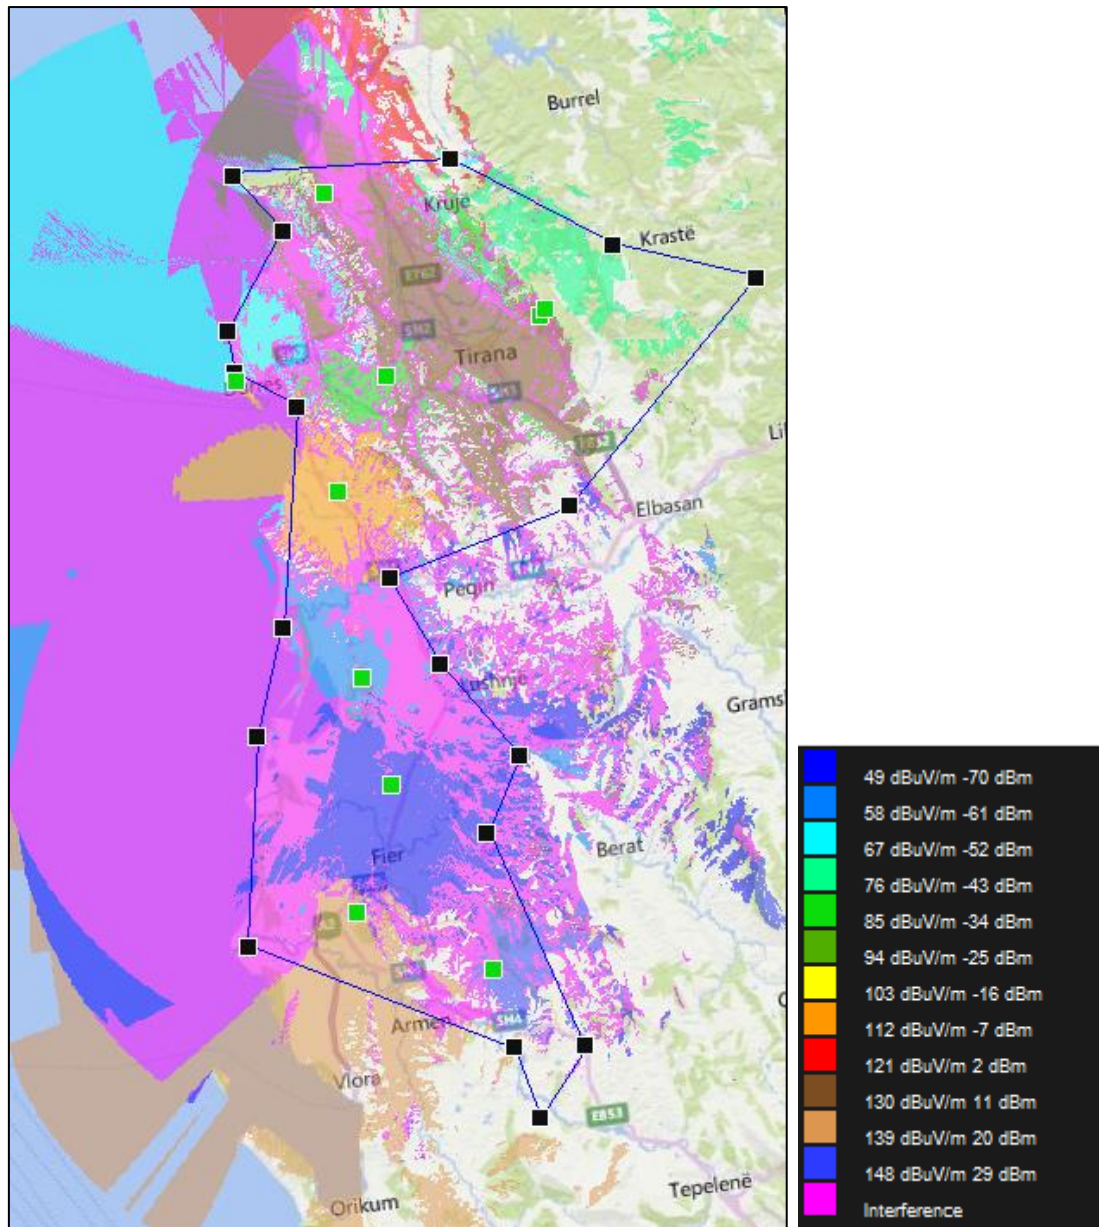 Burrel
Kruje
Krastë
E762
SH2
Tirana
Elbasan
Peqin
Lushnje
Gramsh
Berat
Fier
Armen
SH4
Vlora
E853
Tepelenë
Orikum
49 dBuV/m -70 dBm
58 dBuV/m -61 dBm
67 dBuV/m -52 dBm
76 dBuV/m -43 dBm
85 dBuV/m -34 dBm
94 dBuV/m -25 dBm
103 dBuV/m -16 dBm
112 dBuV/m -7 dBm
121 dBuV/m 2 dBm
130 dBuV/m 11 dBm
139 dBuV/m 20 dBm
148 dBuV/m 29 dBm
Interference